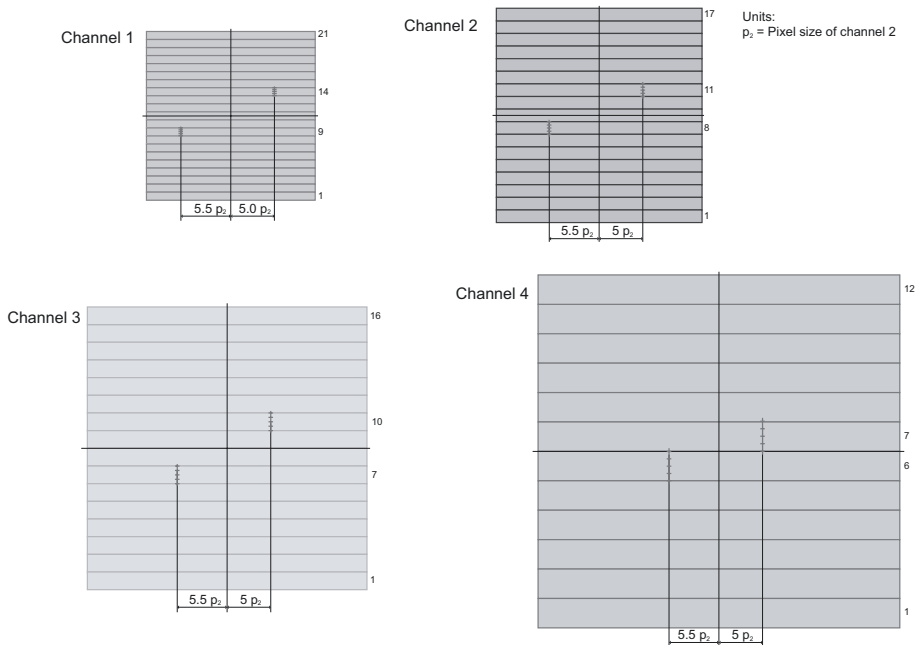 Channel 1
21
14
9
1
5.5 p₂ 5.0 p₂
Channel 2
17
11
8
1
5.5 p₂ 5 p₂
Units:
p₂ = Pixel size of channel 2
Channel 3
16
10
7
1
5.5 p₂ 5 p₂
Channel 4
12
7
6
1
5.5 p₂ 5 p₂